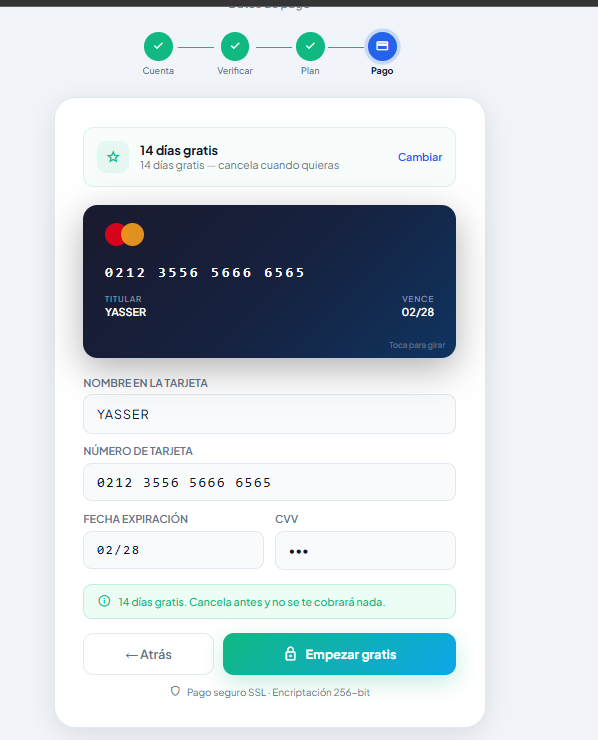 Datos de pago
Cuenta Verificar Plan Pago
14 días gratis
14 días gratis — cancela cuando quieras
Cambiar
0212 3556 5666 6565
TITULAR VENCE
YASSER 02/28
Toca para girar
NOMBRE EN LA TARJETA
YASSER
NÚMERO DE TARJETA
0212 3556 5666 6565
FECHA EXPIRACIÓN CVV
02/28 •••
14 días gratis. Cancela antes y no se te cobrará nada.
← Atrás Empezar gratis
Pago seguro SSL · Encriptación 256-bit